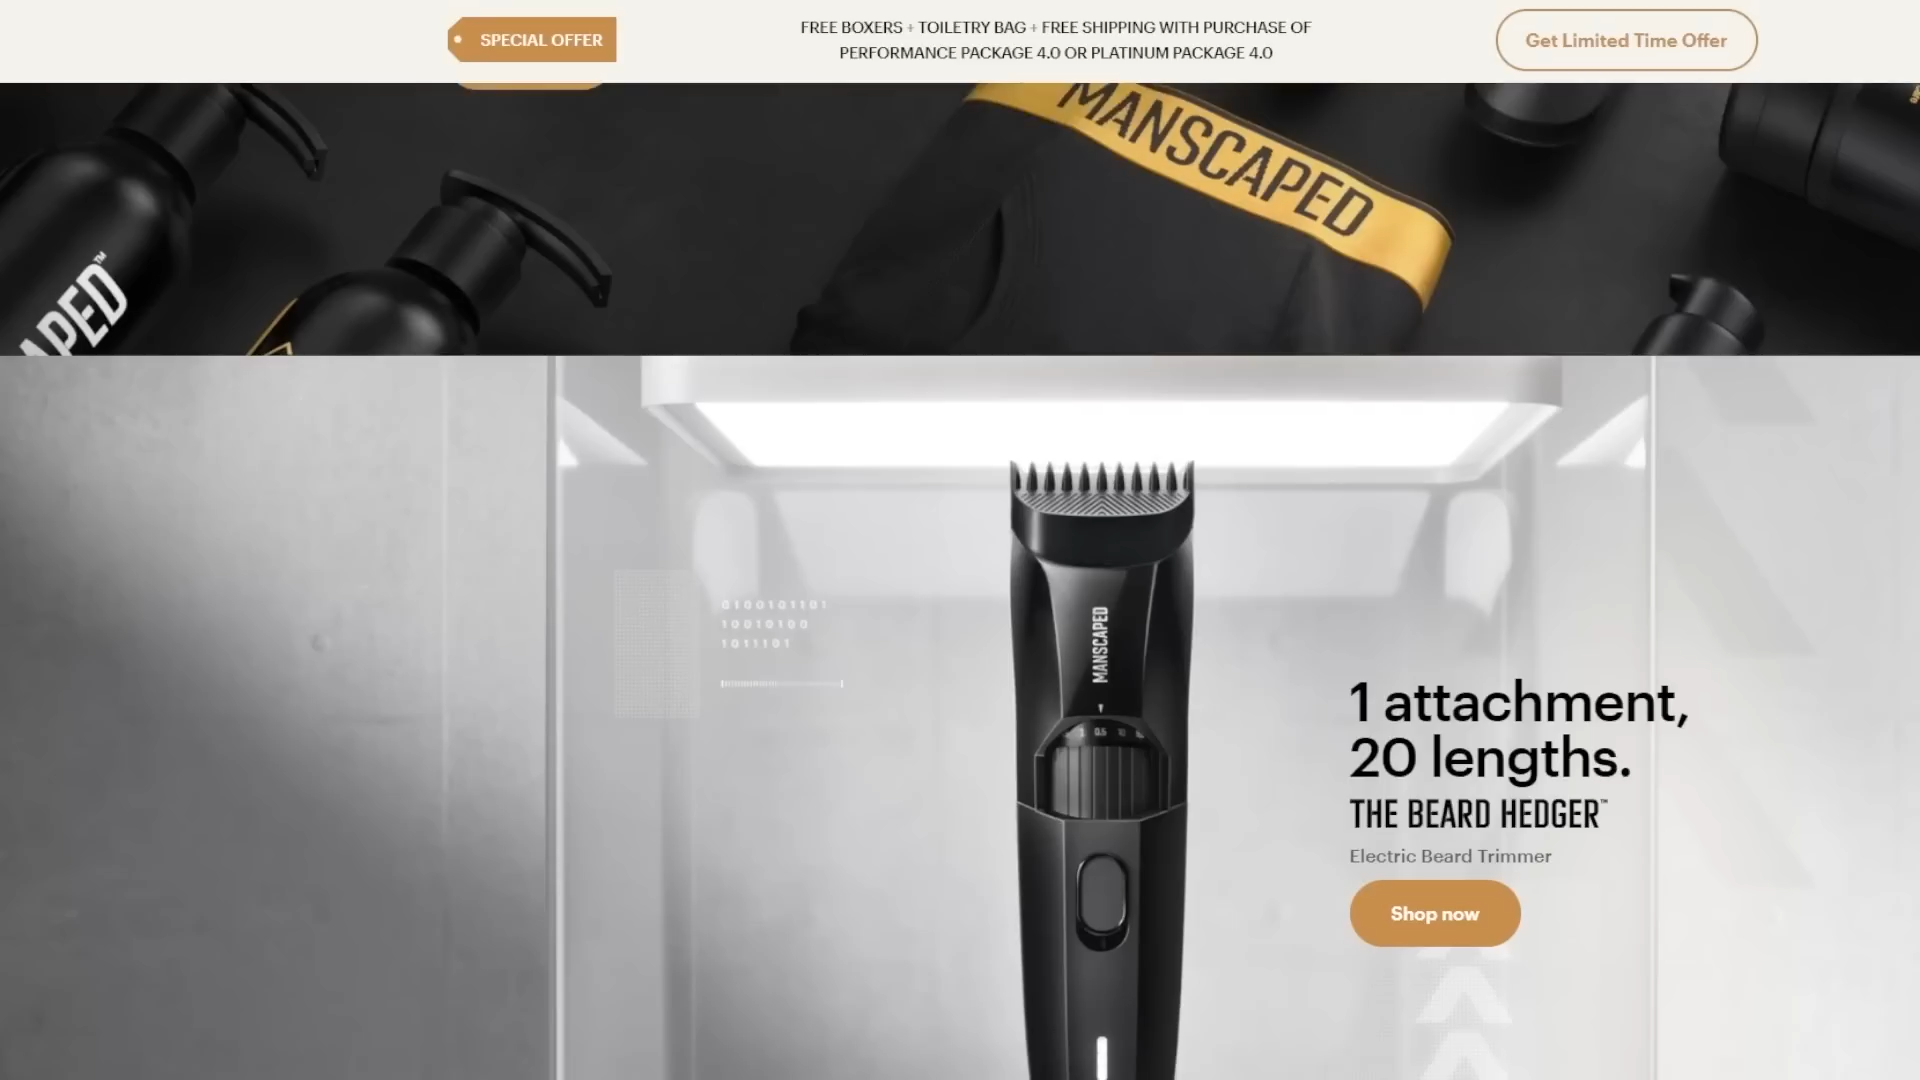 SPECIAL OFFER
FREE BOXERS + TOILETRY BAG + FREE SHIPPING WITH PURCHASE OF
PERFORMANCE PACKAGE 4.0 OR PLATINUM PACKAGE 4.0
Get Limited Time Offer
MANSCAPED
APED™
0100101101
10010100
1011101
MANSCAPED
1 attachment,
20 lengths.
THE BEARD HEDGER™
Electric Beard Trimmer
Shop now